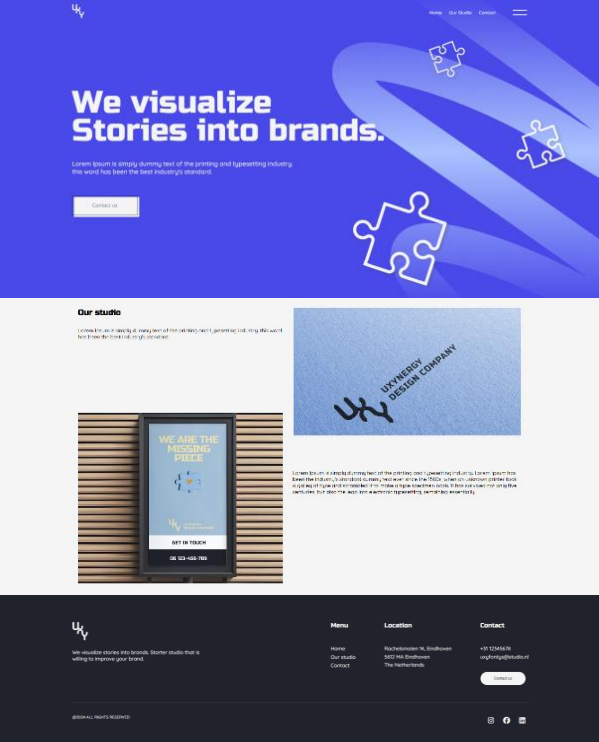 UXY
Home Our Studio Contact
We visualize
Stories into brands.
Lorem Ipsum is simply dummy text of the printing and typesetting industry.
this word has been the best industry's standard.
Contact us
Our studio
Lorem Ipsum is simply dummy text of the printing and typesetting industry. this word
has been the best industry's standard.
UXYNERGY
DESIGN COMPANY
UXY
WE ARE THE
MISSING
PIECE
UXY
GET IN TOUCH
06 123-456-789
Lorem Ipsum is simply dummy text of the printing and typesetting industry. Lorem Ipsum has
been the industry's standard dummy text ever since the 1500s, when an unknown printer took
a galley of type and scrambled it to make a type specimen book. It has survived not only five
centuries, but also the leap into electronic typesetting, remaining essentially
UXY
We visualize stories into brands. Starter studio that is
willing to improve your brand.
Menu
Home
Our studio
Contact
Location
Rachelsmolen 14, Eindhoven
5612 MA Eindhoven
The Netherlands
Contact
+31 12345678
uxyfontys@studio.nl
Contact us
@2024 ALL RIGHTS RESERVED